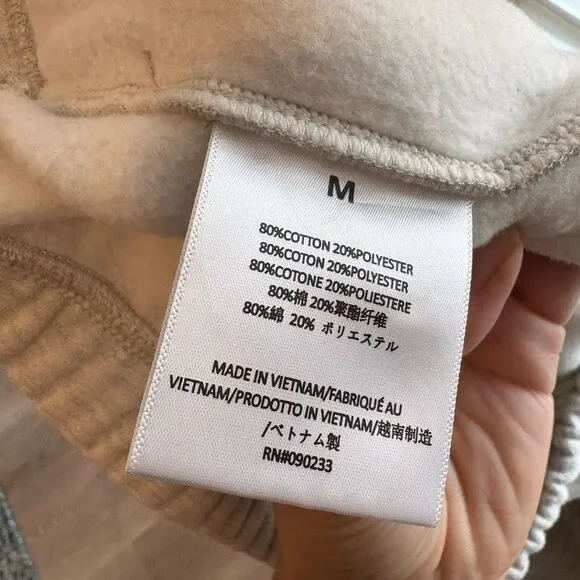 M
80%COTTON 20%POLYESTER
80%COTON 20%POLYESTER
80%COTONE 20%POLIESTERE
80%棉 20%聚酯纤维
80%綿 20% ポリエステル
MADE IN VIETNAM/FABRIQUÉ AU
VIETNAM/PRODOTTO IN VIETNAM/越南制造
/ベトナム製
RN#090233